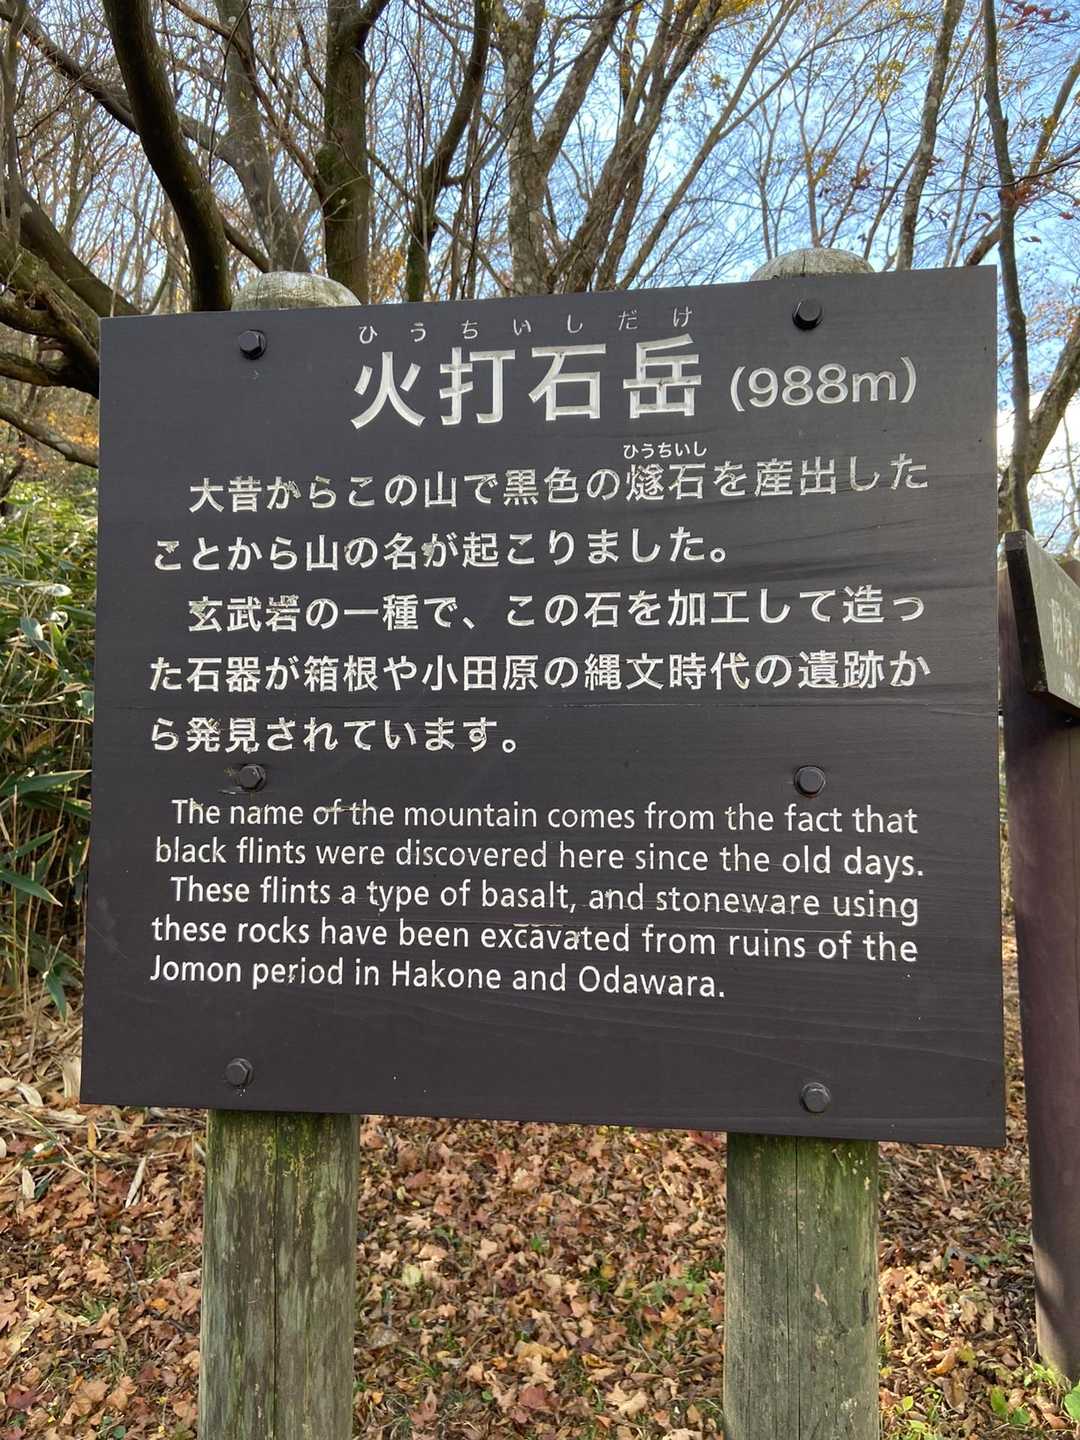 ひうちいしだけ
火打石岳 (988m)
ひうちいし
大昔からこの山で黒色の燧石を産出した
ことから山の名が起こりました。
玄武岩の一種で、この石を加工して造っ
た石器が箱根や小田原の縄文時代の遺跡か
ら発見されています。
The name of the mountain comes from the fact that
black flints were discovered here since the old days.
These flints a type of basalt, and stoneware using
these rocks have been excavated from ruins of the
Jomon period in Hakone and Odawara.